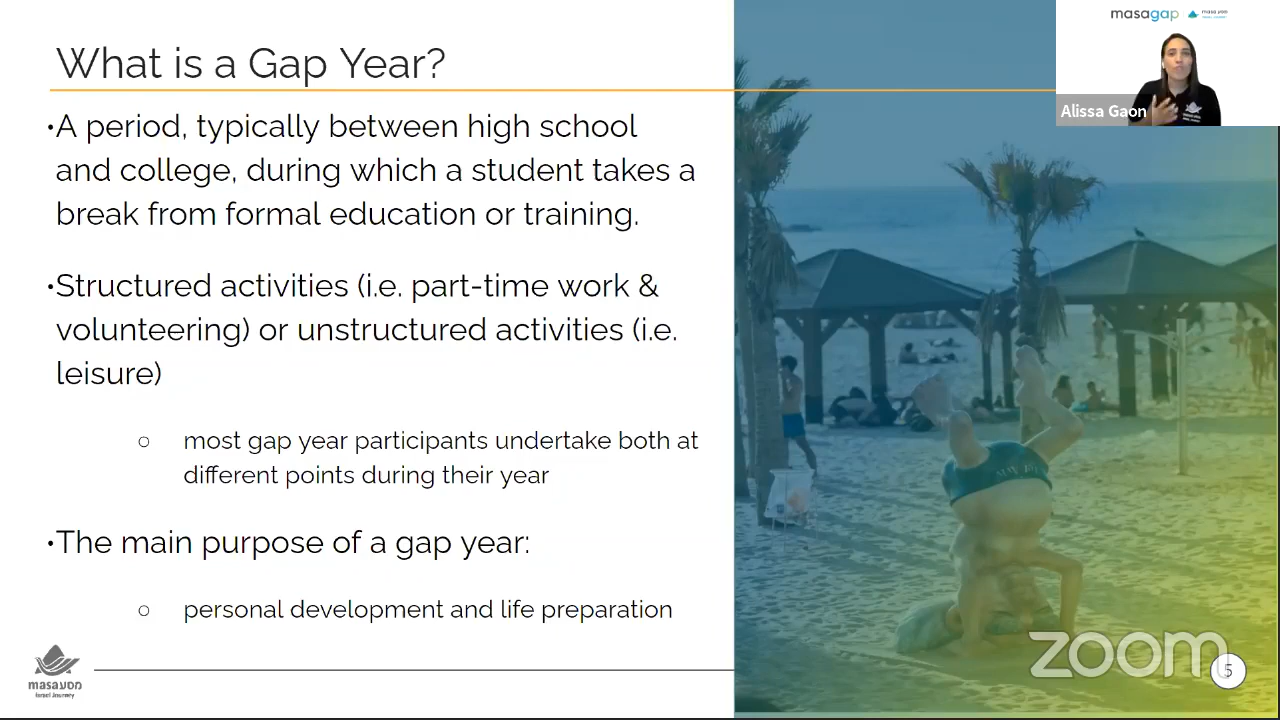 What is a Gap Year?
•A period, typically between high school
and college, during which a student takes a
break from formal education or training.
•Structured activities (i.e. part-time work &
volunteering) or unstructured activities (i.e.
leisure)
○ most gap year participants undertake both at
different points during their year
•The main purpose of a gap year:
○ personal development and life preparation
masaמסע
Israel Journey
masagap
Alissa Gaon
zoom
5